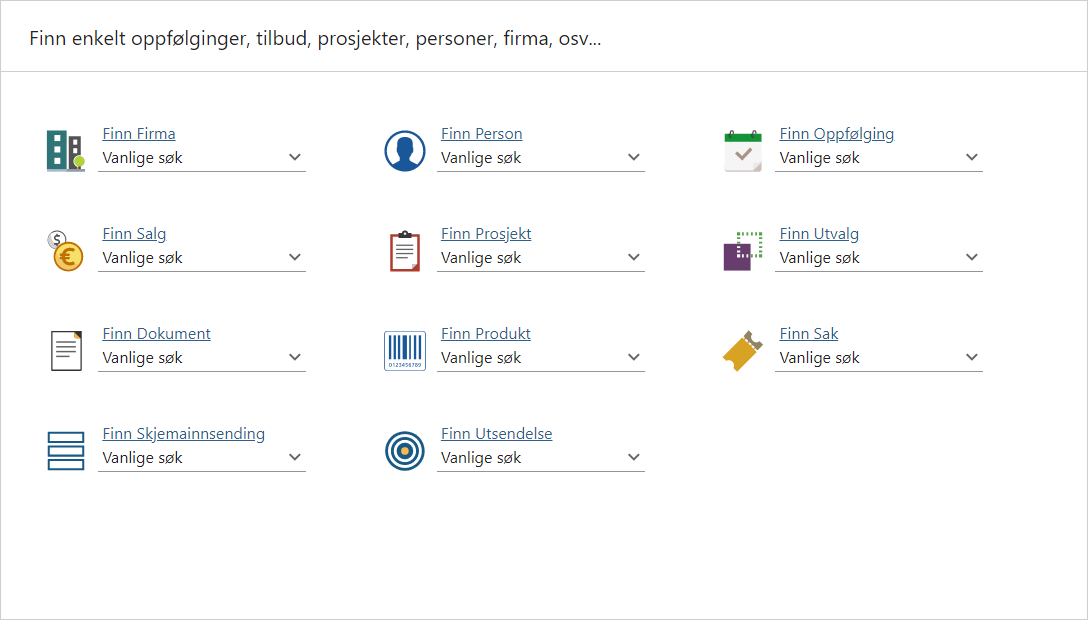 Finn enkelt oppfølginger, tilbud, prosjekter, personer, firma, osv...
Finn Firma
Vanlige søk
Finn Person
Vanlige søk
Finn Oppfølging
Vanlige søk
Finn Salg
Vanlige søk
Finn Prosjekt
Vanlige søk
Finn Utvalg
Vanlige søk
Finn Dokument
Vanlige søk
Finn Produkt
Vanlige søk
0123456789
Finn Sak
Vanlige søk
Finn Skjemainnsending
Vanlige søk
Finn Utsendelse
Vanlige søk